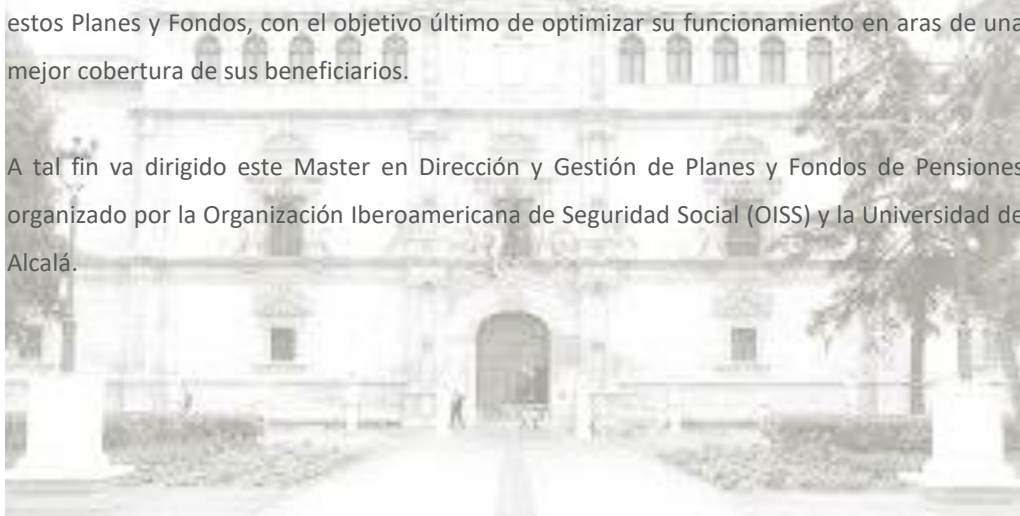 estos Planes y Fondos, con el objetivo último de optimizar su funcionamiento en aras de una
mejor cobertura de sus beneficiarios.
A tal fin va dirigido este Master en Dirección y Gestión de Planes y Fondos de Pensiones
organizado por la Organización Iberoamericana de Seguridad Social (OISS) y la Universidad de
Alcalá.